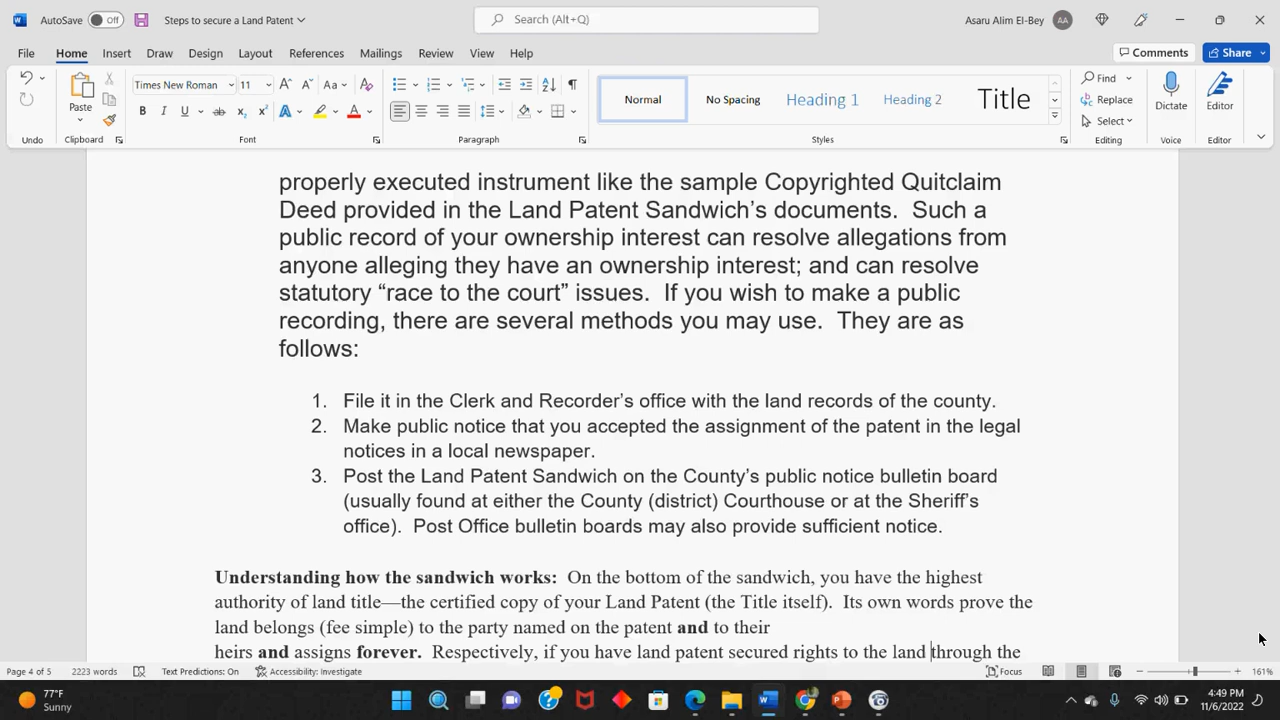 AutoSave Off Steps to secure a Land Patent Search (Alt+Q) Asaru Alim El-Bey AA
File Home Insert Draw Design Layout References Mailings Review View Help Comments Share
Times New Roman 11 Aa Normal No Spacing Heading 1 Heading 2 Title Find
Paste Replace Dictate Editor
B I U ab x₂ x² A A Select
Undo Clipboard Font Paragraph Styles Editing Voice Editor
properly executed instrument like the sample Copyrighted Quitclaim
Deed provided in the Land Patent Sandwich’s documents.  Such a
public record of your ownership interest can resolve allegations from
anyone alleging they have an ownership interest; and can resolve
statutory “race to the court” issues.  If you wish to make a public
recording, there are several methods you may use.  They are as
follows:
1. File it in the Clerk and Recorder’s office with the land records of the county.
2. Make public notice that you accepted the assignment of the patent in the legal
notices in a local newspaper.
3. Post the Land Patent Sandwich on the County’s public notice bulletin board
(usually found at either the County (district) Courthouse or at the Sheriff’s
office).  Post Office bulletin boards may also provide sufficient notice.
Understanding how the sandwich works:  On the bottom of the sandwich, you have the highest
authority of land title—the certified copy of your Land Patent (the Title itself).  Its own words prove the
land belongs (fee simple) to the party named on the patent and to their
heirs and assigns forever.  Respectively, if you have land patent secured rights to the land through the
Page 4 of 5 2223 words Text Predictions: On Accessibility: Investigate Focus 161%
77°F
Sunny
4:49 PM
11/6/2022